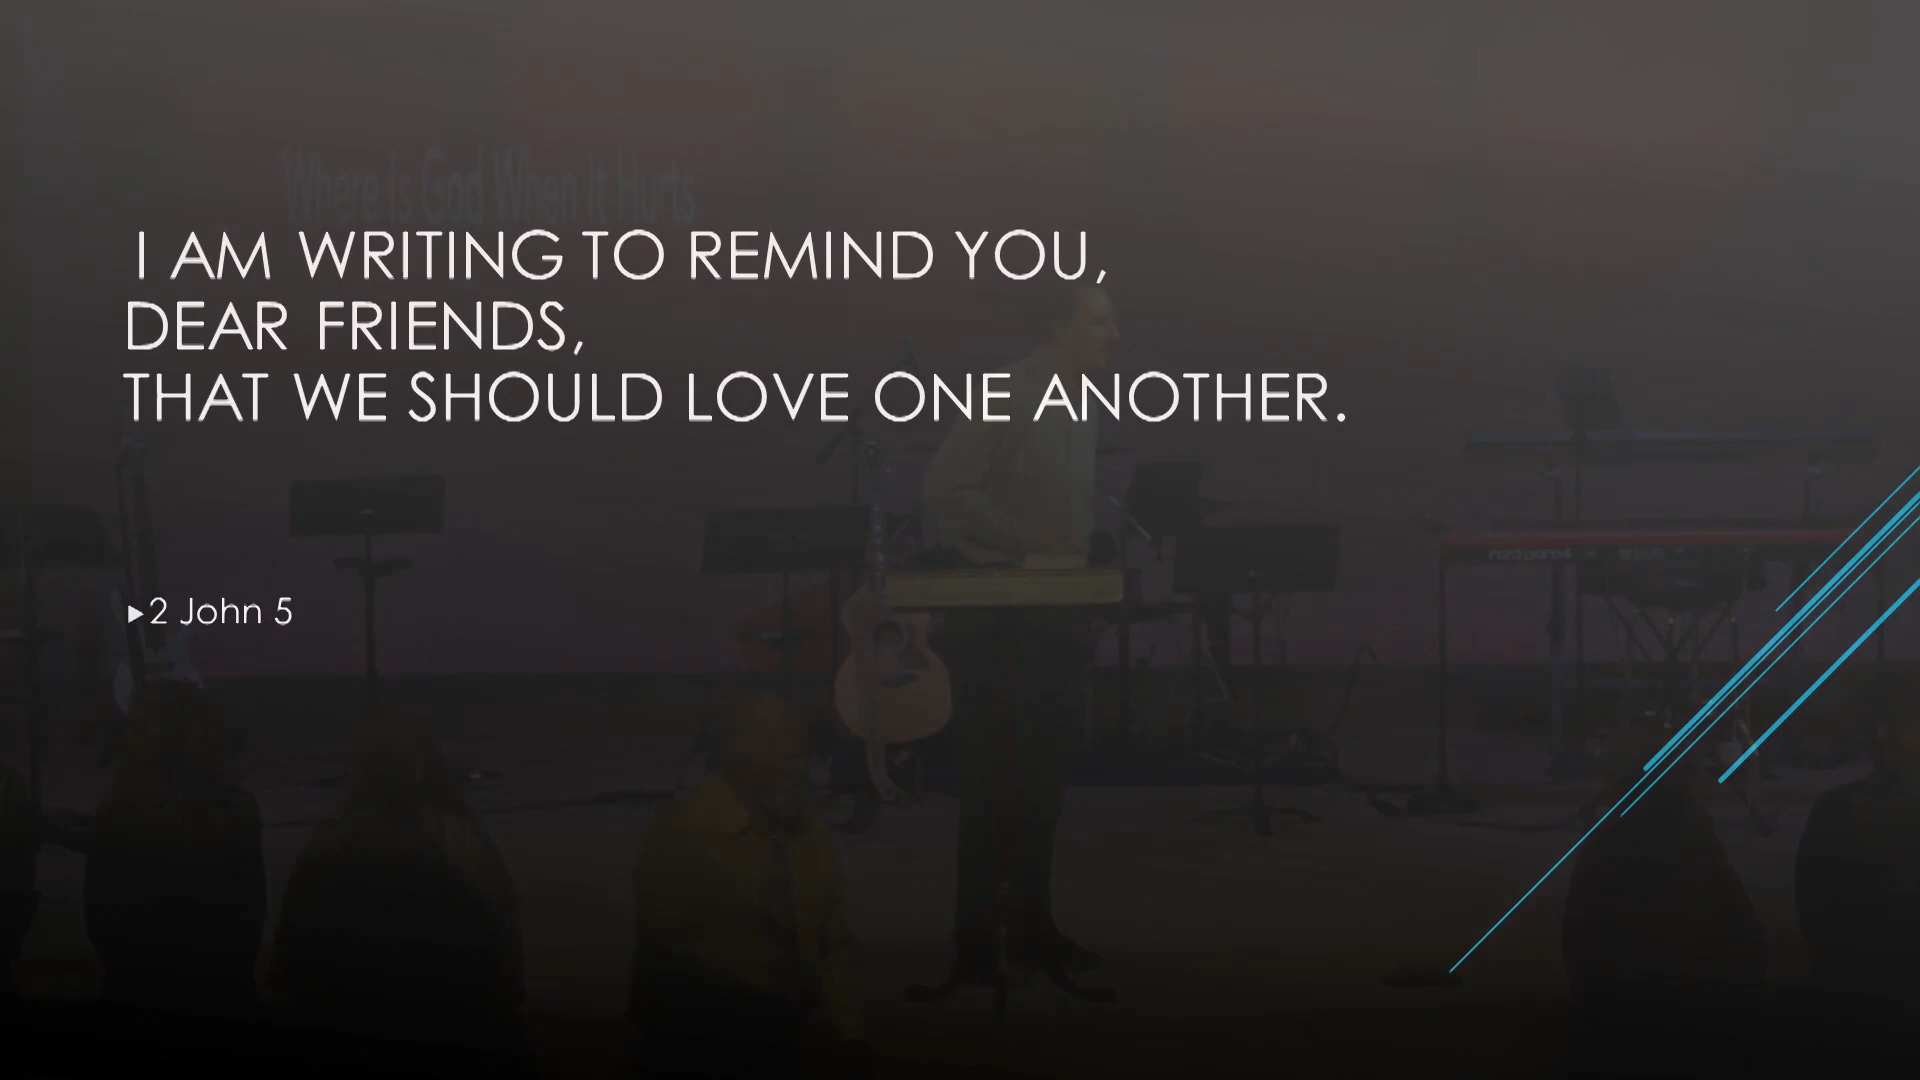 Where Is God When It Hurts
I AM WRITING TO REMIND YOU,
DEAR FRIENDS,
THAT WE SHOULD LOVE ONE ANOTHER.
2 John 5